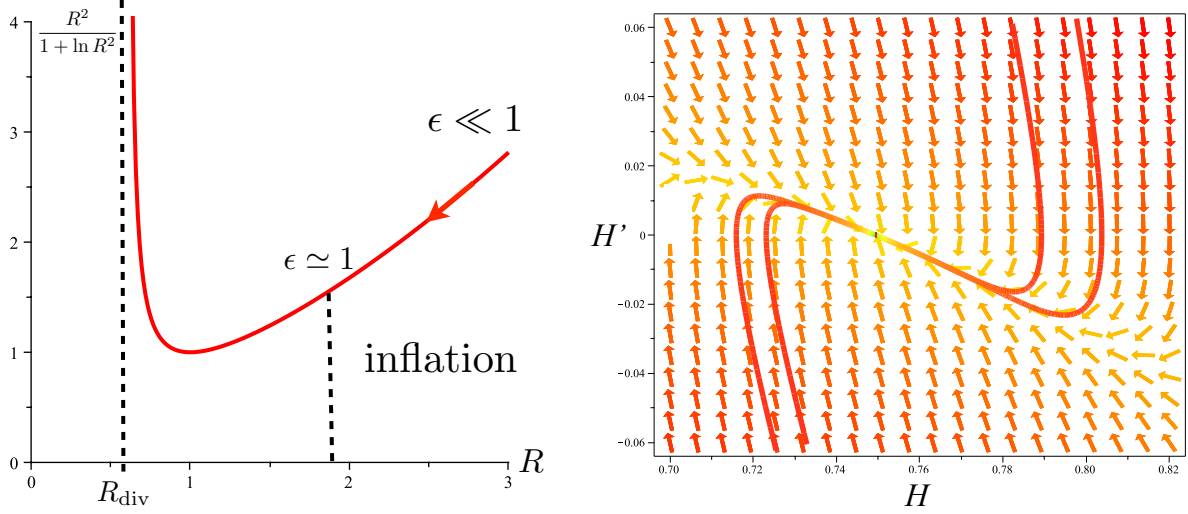 4
R²
1 + ln R²
3
2
1
0
ϵ ≪ 1
ϵ ≃ 1
inflation
0
1
2
3
R
R_div
0.06
0.04
0.02
0
-0.02
-0.04
-0.06
H'
0.70
0.72
0.74
0.76
0.78
0.80
0.82
H